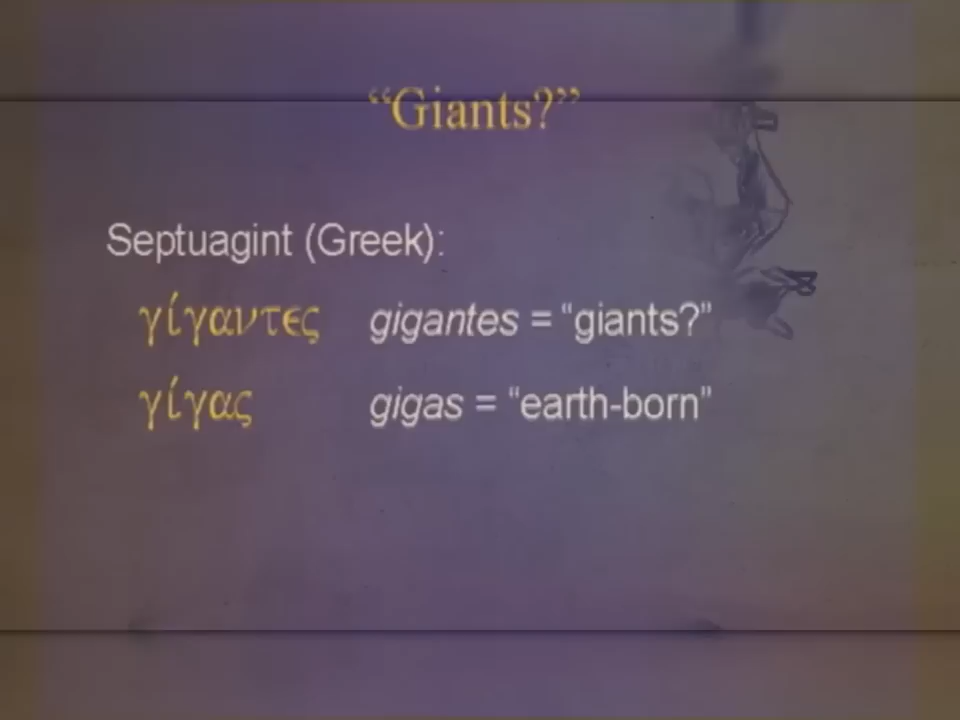 “Giants?”
Septuagint (Greek):
γίγαντες gigantes = “giants?”
γίγας gigas = “earth-born”